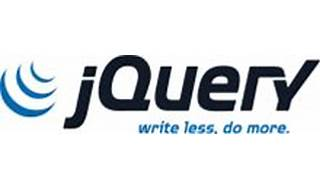 jQuery
write less, do more.